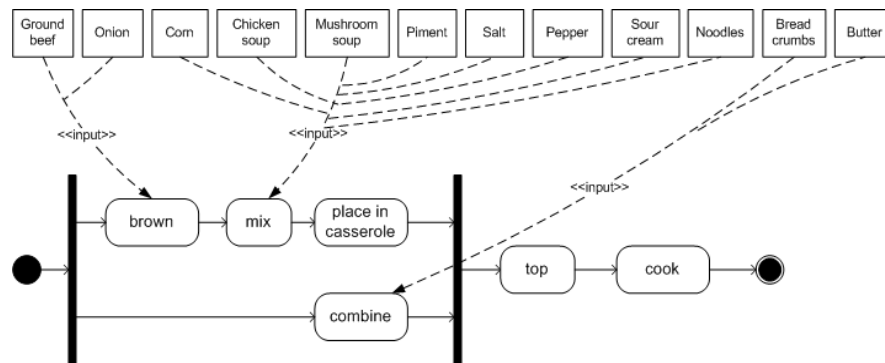 Ground
beef
Onion
Corn
Chicken
soup
Mushroom
soup
Piment
Salt
Pepper
Sour
cream
Noodles
Bread
crumbs
Butter
<<input>>
<<input>>
<<input>>
brown
mix
place in
casserole
top
cook
combine